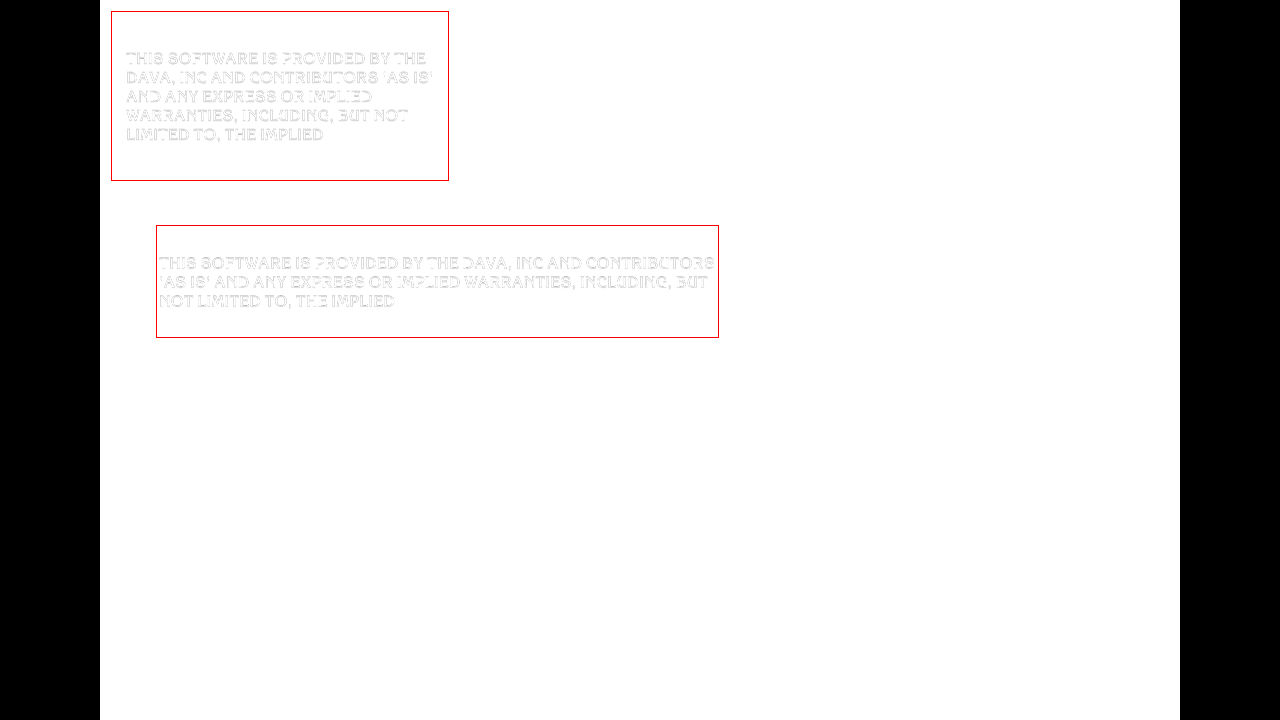 THIS SOFTWARE IS PROVIDED BY THE
DAVA, INC AND CONTRIBUTORS 'AS IS'
AND ANY EXPRESS OR IMPLIED
WARRANTIES, INCLUDING, BUT NOT
LIMITED TO, THE IMPLIED
THIS SOFTWARE IS PROVIDED BY THE DAVA, INC AND CONTRIBUTORS
'AS IS' AND ANY EXPRESS OR IMPLIED WARRANTIES, INCLUDING, BUT
NOT LIMITED TO, THE IMPLIED